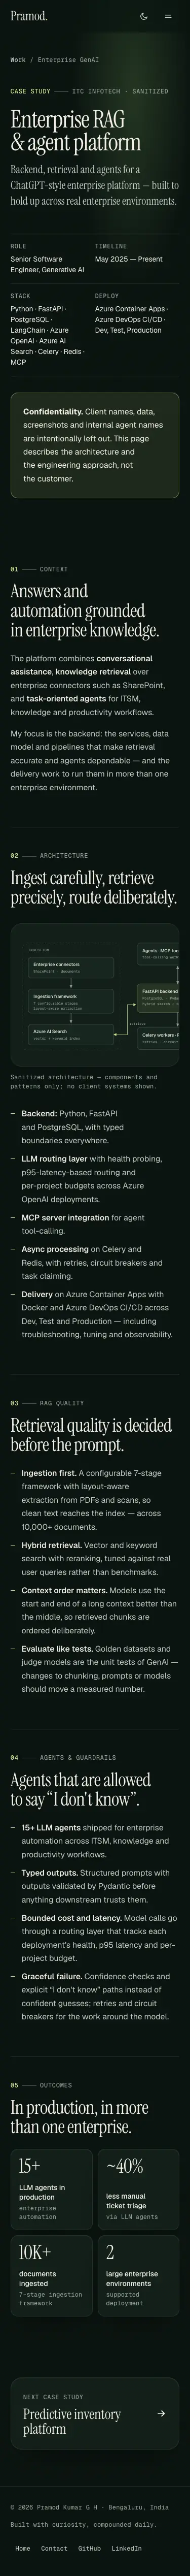 Pramod.
Work / Enterprise GenAI
CASE STUDY ITC INFOTECH · SANITIZED
Enterprise RAG
& agent platform
Backend, retrieval and agents for a
ChatGPT-style enterprise platform — built to
hold up across real enterprise environments.
ROLE
Senior Software
Engineer, Generative AI
TIMELINE
May 2025 — Present
STACK
Python · FastAPI ·
PostgreSQL ·
LangChain · Azure
OpenAI · Azure AI
Search · Celery · Redis ·
MCP
DEPLOY
Azure Container Apps ·
Azure DevOps CI/CD ·
Dev, Test, Production
Confidentiality. Client names, data,
screenshots and internal agent names
are intentionally left out. This page
describes the architecture and
the engineering approach, not
the customer.
01 CONTEXT
Answers and
automation grounded
in enterprise knowledge.
The platform combines conversational
assistance, knowledge retrieval over
enterprise connectors such as SharePoint,
and task-oriented agents for ITSM,
knowledge and productivity workflows.
My focus is the backend: the services, data
model and pipelines that make retrieval
accurate and agents dependable — and the
delivery work to run them in more than one
enterprise environment.
02 ARCHITECTURE
Ingest carefully, retrieve
precisely, route deliberately.
INGESTION
Enterprise connectors
SharePoint · documents
Ingestion framework
7 configurable stages
layout-aware extraction
Azure AI Search
vector + keyword index
Agents · MCP too
FastAPI backend
Celery workers · R
Sanitized architecture — components and
patterns only; no client systems shown.
— Backend: Python, FastAPI
and PostgreSQL, with typed
boundaries everywhere.
— LLM routing layer with health probing,
p95-latency-based routing and
per-project budgets across Azure
OpenAI deployments.
— MCP server integration for agent
tool-calling.
— Async processing on Celery and
Redis, with retries, circuit breakers and
task claiming.
— Delivery on Azure Container Apps with
Docker and Azure DevOps CI/CD across
Dev, Test and Production — including
troubleshooting, tuning and observability.
03 RAG QUALITY
Retrieval quality is decided
before the prompt.
— Ingestion first. A configurable 7-stage
framework with layout-aware
extraction from PDFs and scans, so
clean text reaches the index — across
10,000+ documents.
— Hybrid retrieval. Vector and keyword
search with reranking, tuned against real
user queries rather than benchmarks.
— Context order matters. Models use the
start and end of a long context better than
the middle, so retrieved chunks are
ordered deliberately.
— Evaluate like tests. Golden datasets and
judge models are the unit tests of GenAI —
changes to chunking, prompts or models
should move a measured number.
04 AGENTS & GUARDRAILS
Agents that are allowed
to say “I don't know”.
— 15+ LLM agents shipped for enterprise
automation across ITSM, knowledge and
productivity workflows.
— Typed outputs. Structured prompts with
outputs validated by Pydantic before
anything downstream trusts them.
— Bounded cost and latency. Model calls go
through a routing layer that tracks each
deployment's health, p95 latency and per-
project budget.
— Graceful failure. Confidence checks and
explicit “I don't know” paths instead of
confident guesses; retries and circuit
breakers for the work around the model.
05 OUTCOMES
In production, in more
than one enterprise.
15+
LLM agents in
production
enterprise
automation
~40%
less manual
ticket triage
via LLM agents
10K+
documents
ingested
7-stage ingestion
framework
2
large enterprise
environments
supported
deployment
NEXT CASE STUDY
Predictive inventory
platform
→
© 2026 Pramod Kumar G H · Bengaluru, India
Built with curiosity, compounded daily.
Home Contact GitHub LinkedIn